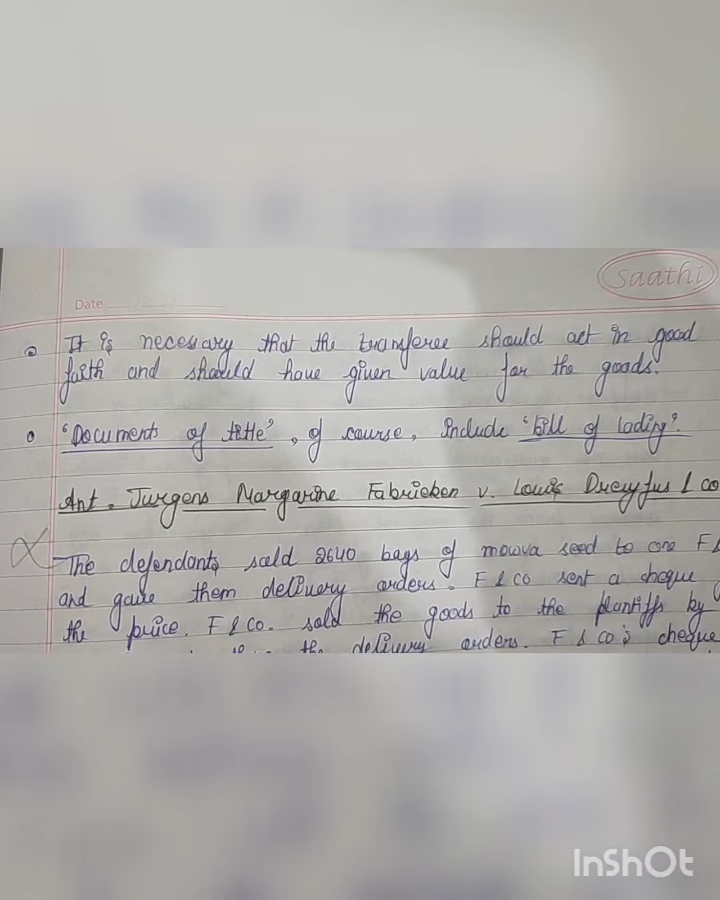 Saathi
Date
It is necessary that the transferee should act in good
faith and should have given value for the goods.
'Documents of title', of course, include 'bill of lading'.
Ant. Jurgens Margarine Fabrieken v. Louis Dreyfus & co
The defendants sold 2640 bags of mowva seed to one F&
and gave them delivery orders. F & co sent a cheque
the price. F & Co. sold the goods to the plantiffs by
the delivery orders. F & co's cheque
InShOt